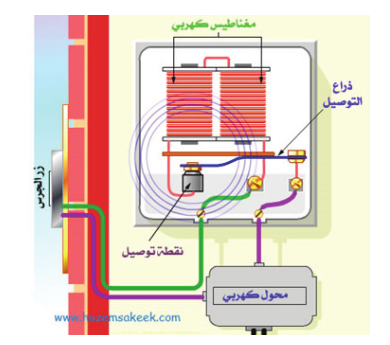 مغناطيس كهربي
ذراع
التوصيل
زر الجرس
نقطة توصيل
محول كهربي
www.hazemsakeek.com